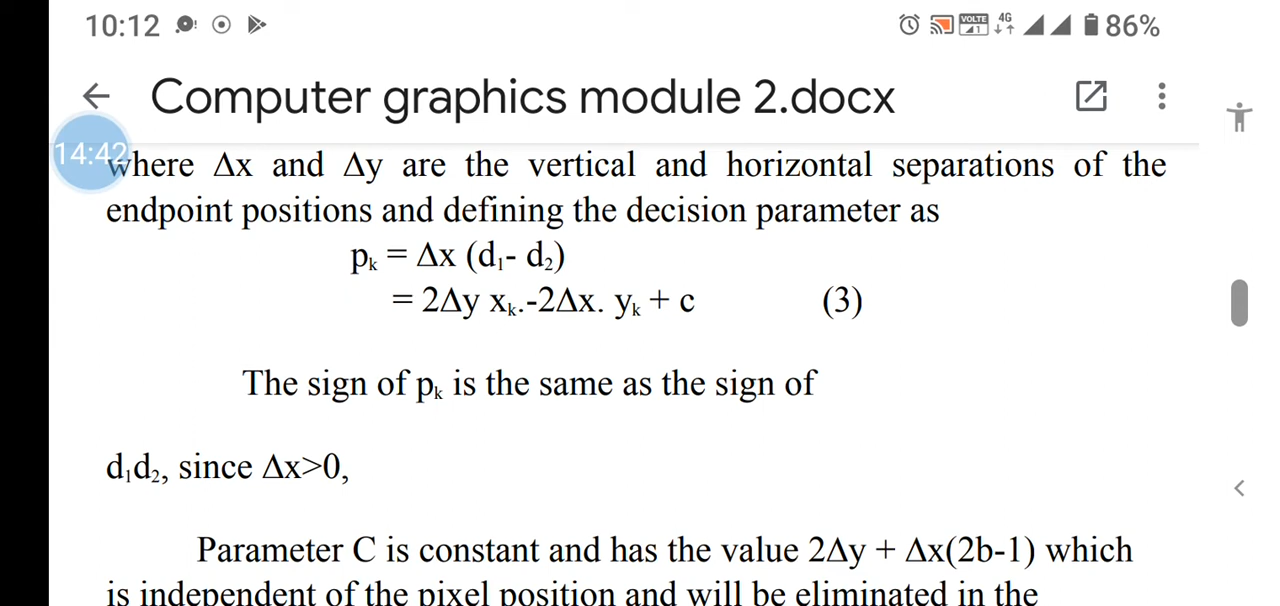 10:12 VOLTE 1 4G 86%
Computer graphics module 2.docx
14:42
where Δx and Δy are the vertical and horizontal separations of the
endpoint positions and defining the decision parameter as
pₖ = Δx (d₁- d₂)
= 2Δy xₖ.-2Δx. yₖ + c (3)
The sign of pₖ is the same as the sign of
d₁d₂, since Δx>0,
Parameter C is constant and has the value 2Δy + Δx(2b-1) which
is independent of the pixel position and will be eliminated in the